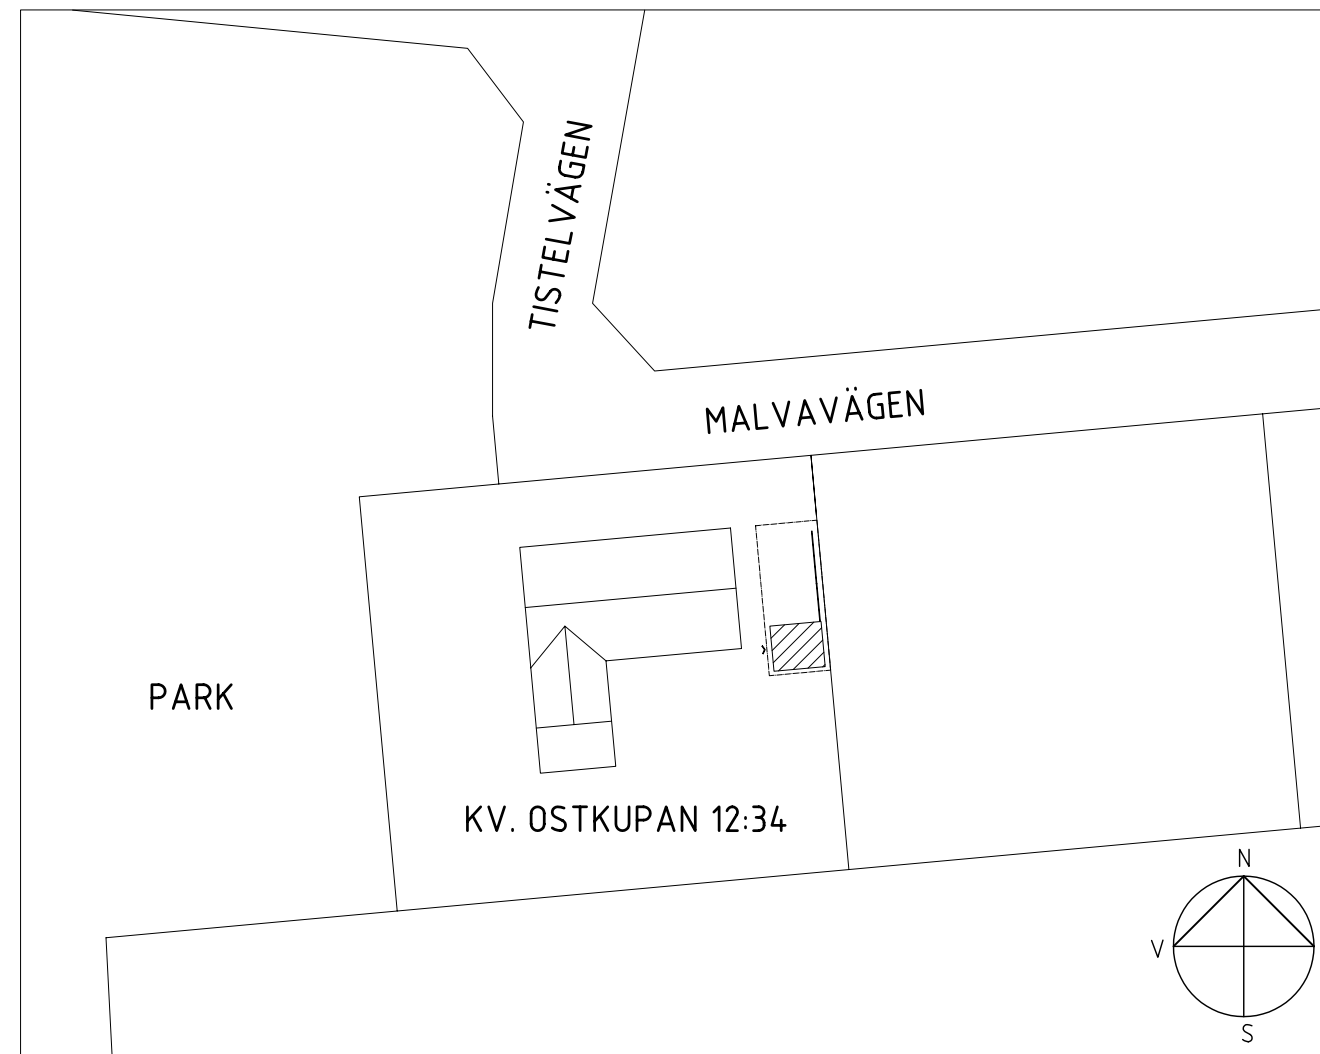 TISTELVÄGEN
MALVAVÄGEN
PARK
KV. OSTKUPAN 12:34
N
V
S